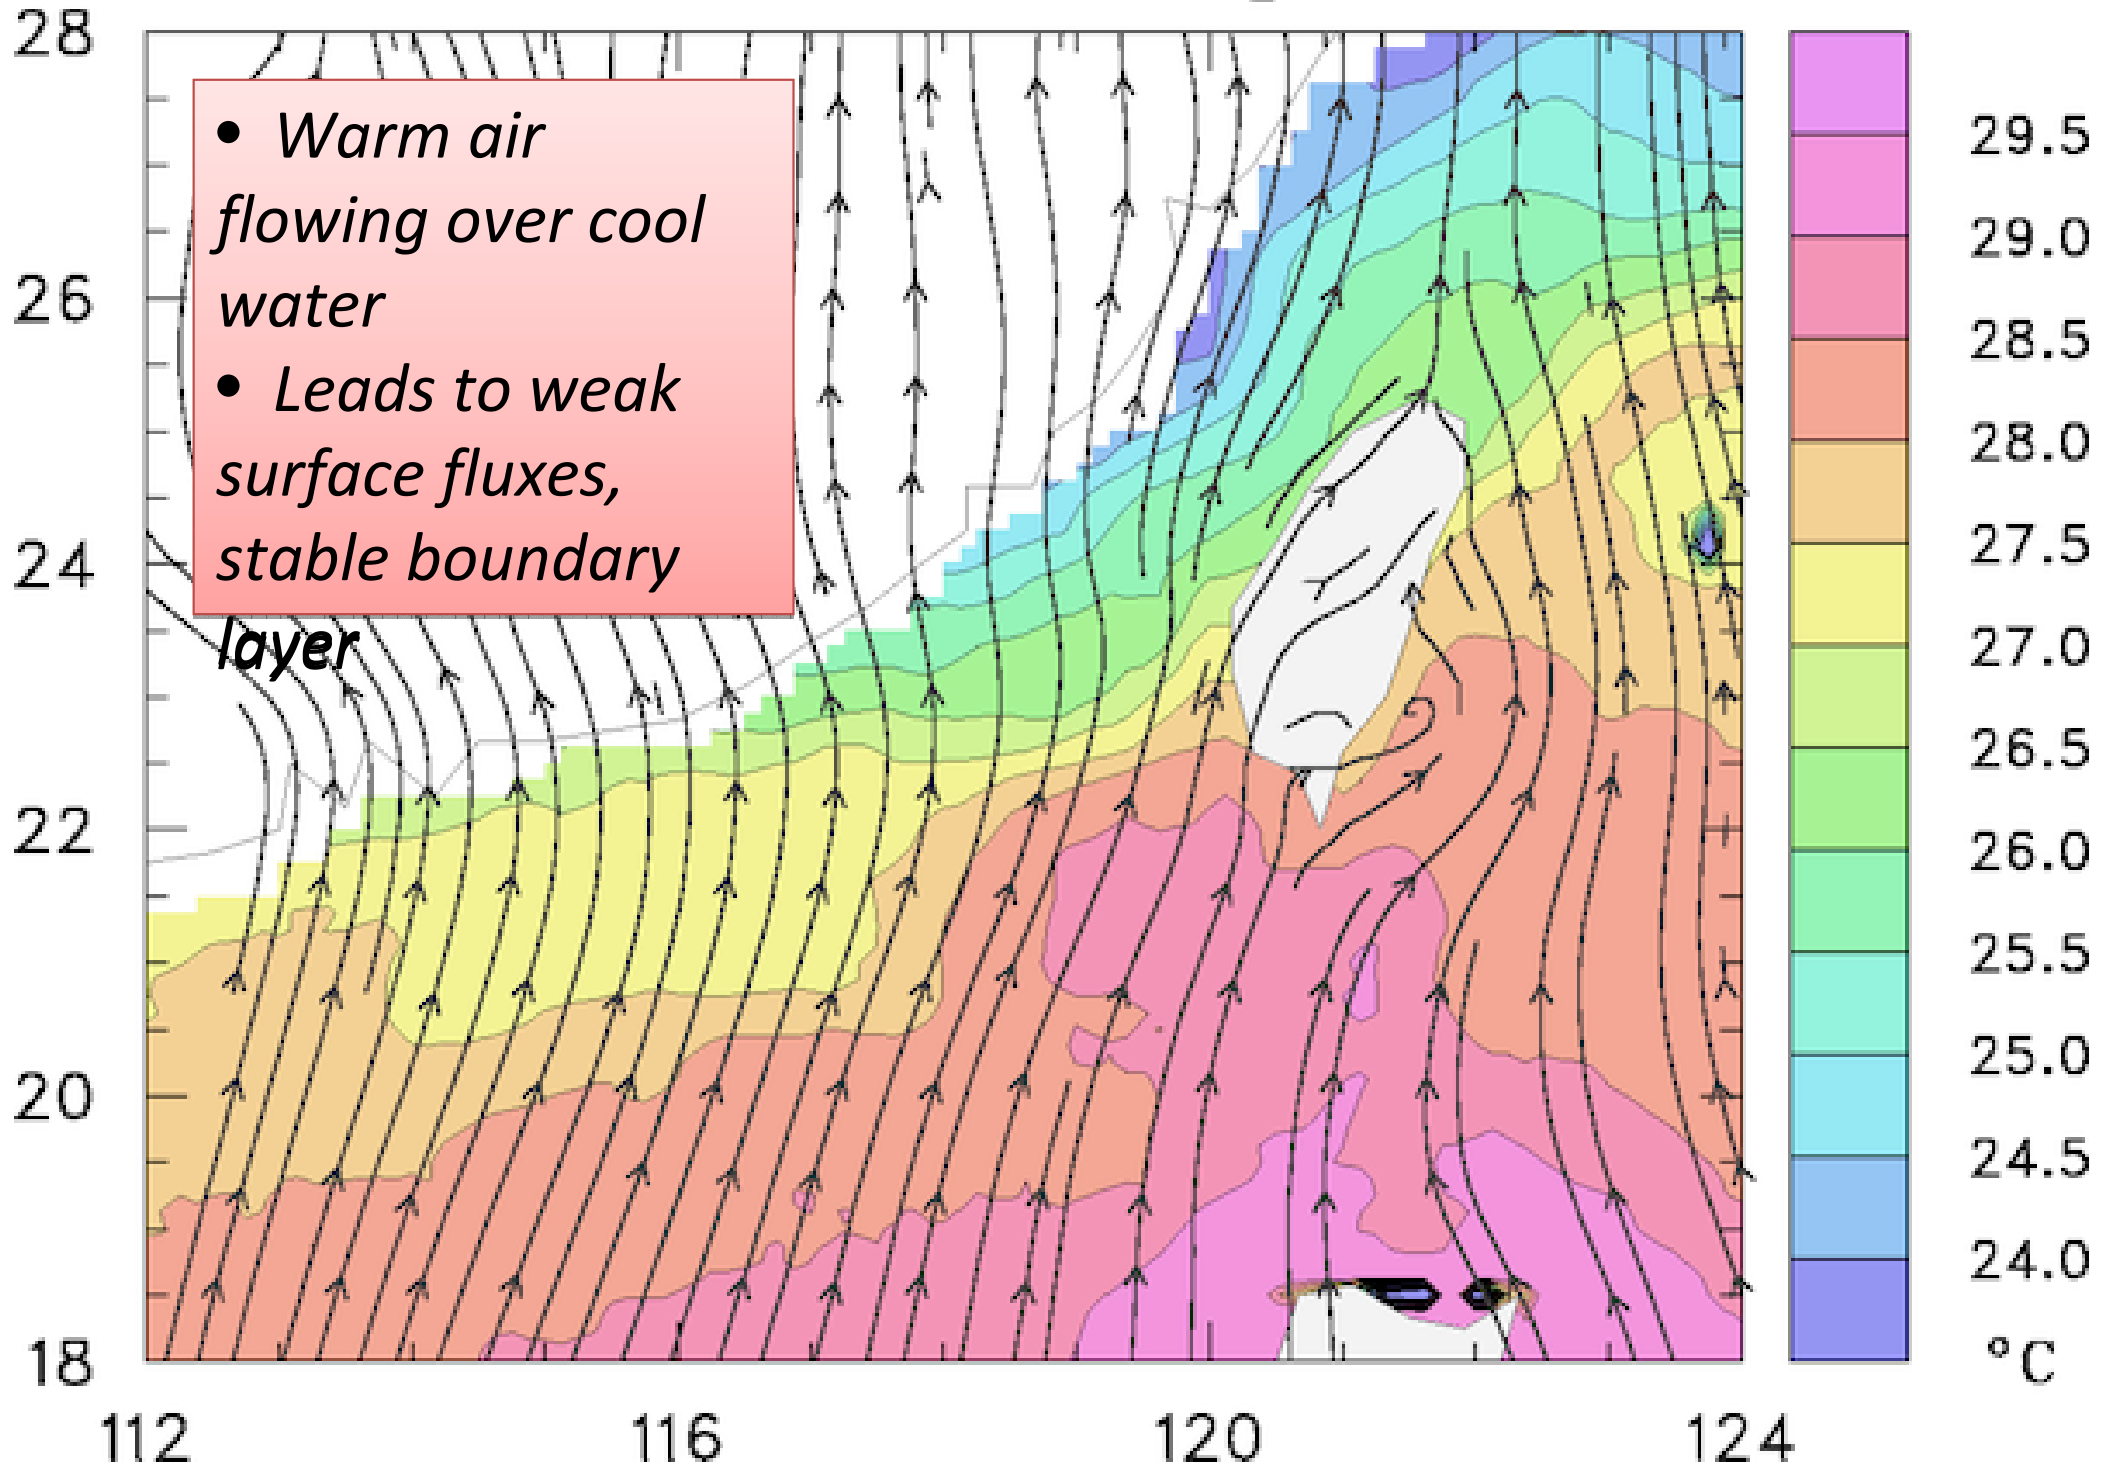 28
26
24
22
20
18
• Warm air
flowing over cool
water
• Leads to weak
surface fluxes,
stable boundary
layer
112 116 120 124
29.5
29.0
28.5
28.0
27.5
27.0
26.5
26.0
25.5
25.0
24.5
24.0
°C